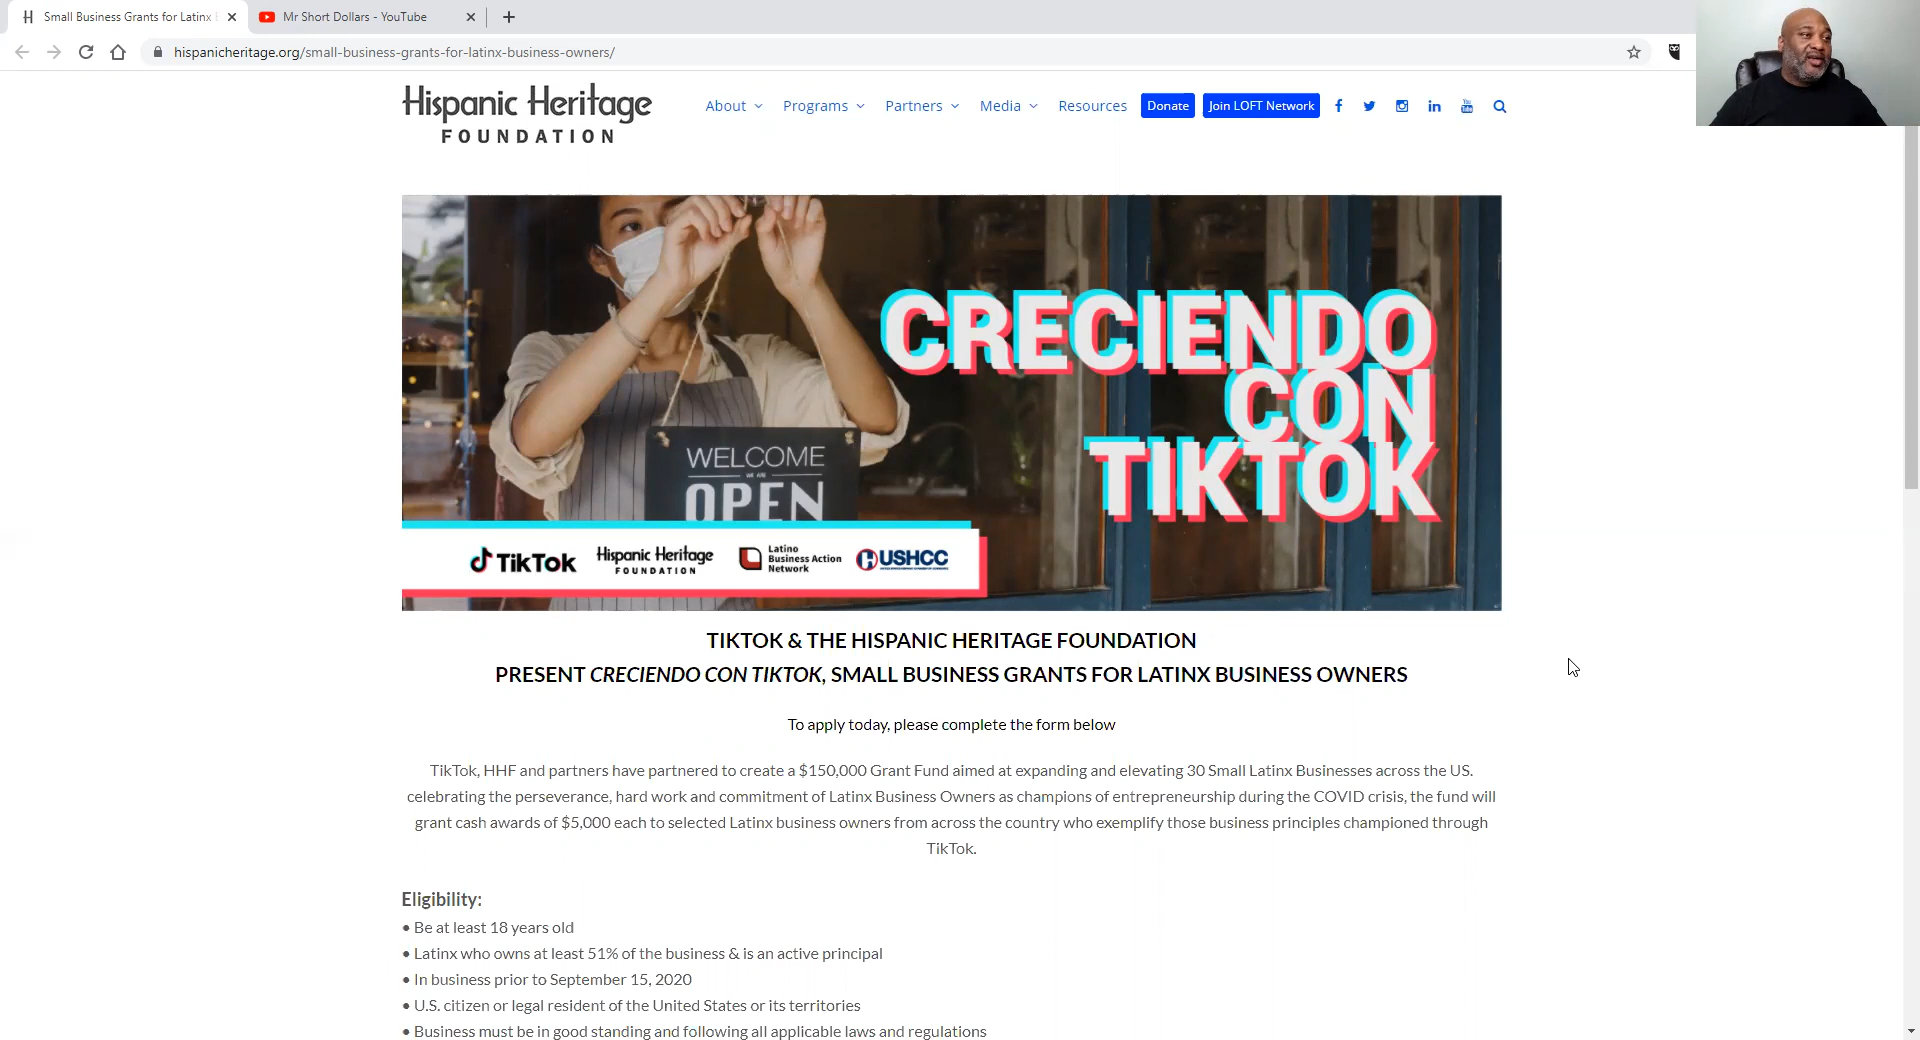 Small Business Grants for Latinx
Mr Short Dollars - YouTube
hispanicheritage.org/small-business-grants-for-latinx-business-owners/
Hispanic Heritage
FOUNDATION
About
Programs
Partners
Media
Resources
Donate
Join LOFT Network
CRECIENDO
CON
TIKTOK
WELCOME
WE ARE
OPEN
TikTok
Hispanic Heritage
FOUNDATION
Latino
Business Action
Network
USHCC
TIKTOK & THE HISPANIC HERITAGE FOUNDATION
PRESENT CRECIENDO CON TIKTOK, SMALL BUSINESS GRANTS FOR LATINX BUSINESS OWNERS
To apply today, please complete the form below
TikTok, HHF and partners have partnered to create a $150,000 Grant Fund aimed at expanding and elevating 30 Small Latinx Businesses across the US.
celebrating the perseverance, hard work and commitment of Latinx Business Owners as champions of entrepreneurship during the COVID crisis, the fund will
grant cash awards of $5,000 each to selected Latinx business owners from across the country who exemplify those business principles championed through
TikTok.
Eligibility:
• Be at least 18 years old
• Latinx who owns at least 51% of the business & is an active principal
• In business prior to September 15, 2020
• U.S. citizen or legal resident of the United States or its territories
• Business must be in good standing and following all applicable laws and regulations